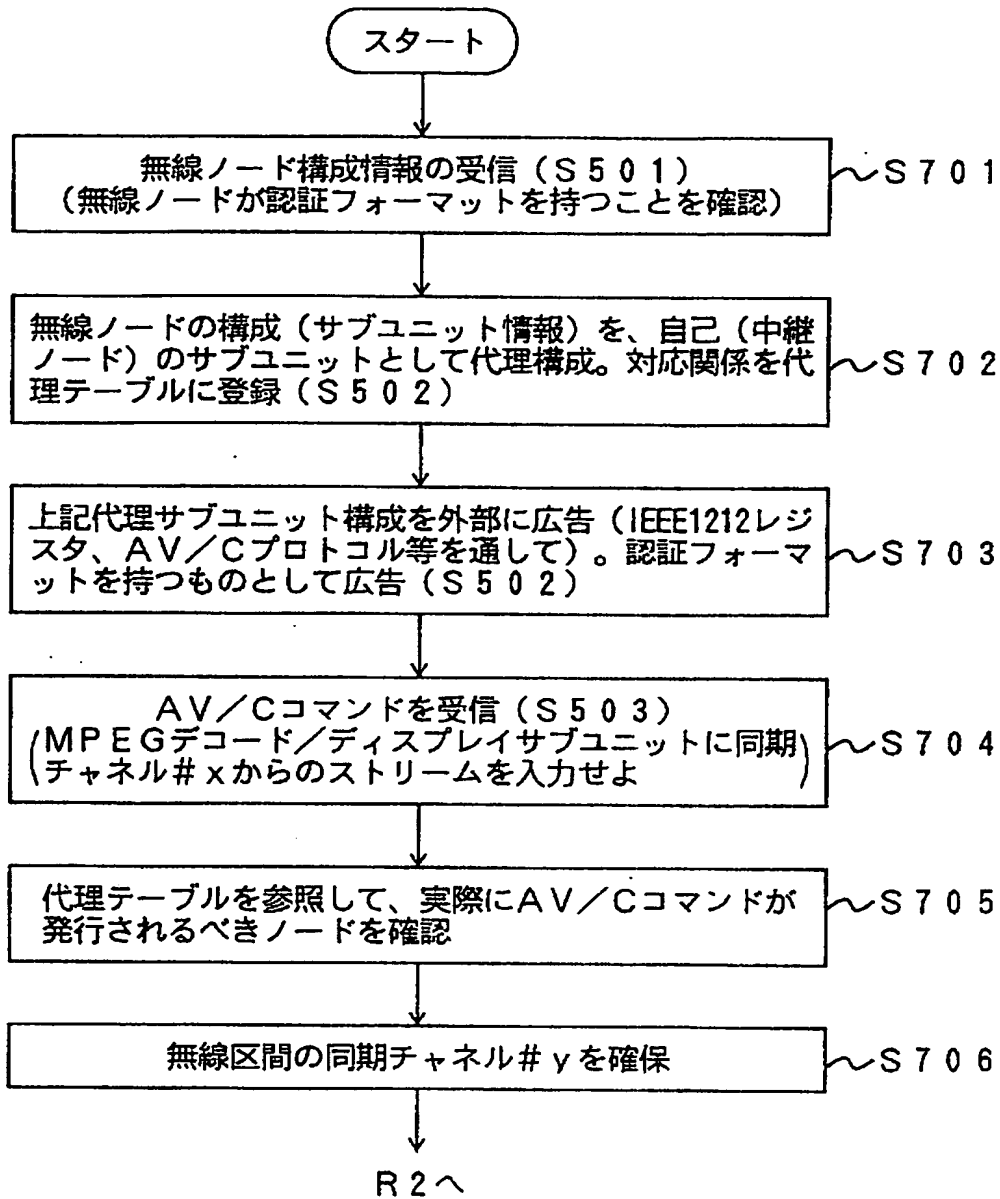 スタート
無線ノード構成情報の受信（S501）
（無線ノードが認証フォーマットを持つことを確認）
S701
無線ノードの構成（サブユニット情報）を、自己（中継
ノード）のサブユニットとして代理構成。対応関係を代
理テーブルに登録（S502）
S702
上記代理サブユニット構成を外部に広告（IEEE1212レジ
スタ、AV／Cプロトコル等を通して）。認証フォーマ
ットを持つものとして広告（S502）
S703
AV／Cコマンドを受信（S503）
（MPEGデコード／ディスプレイサブユニットに同期
チャネル＃xからのストリームを入力せよ）
S704
代理テーブルを参照して、実際にAV／Cコマンドが
発行されるべきノードを確認
S705
無線区間の同期チャネル＃yを確保
S706
R2へ